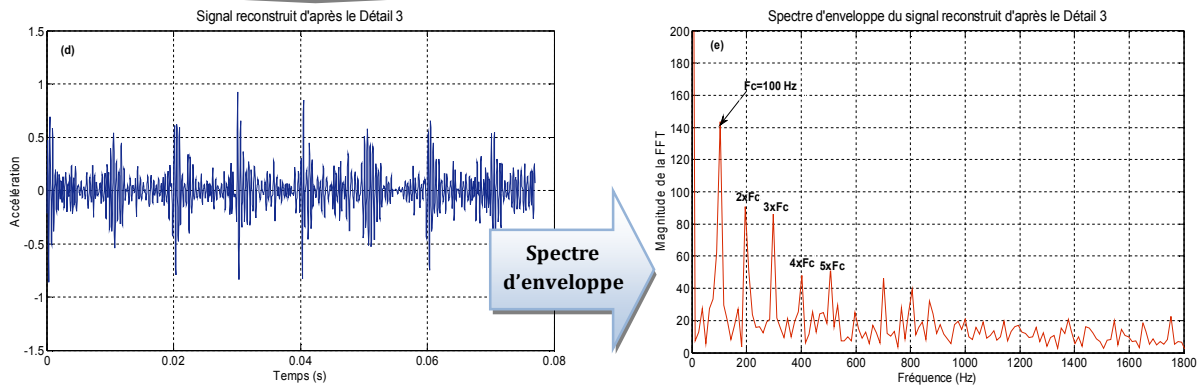 Signal reconstruit d'après le Détail 3
(d)
1.5
1
0.5
0
-0.5
-1
-1.5
Accélération
0
0.02
0.04
0.06
0.08
Temps (s)
Spectre
d'enveloppe
Spectre d'enveloppe du signal reconstruit d'après le Détail 3
(e)
200
180
160
140
120
100
80
60
40
20
0
Magnitude de la FFT
Fc=100 Hz
2xFc
3xFc
4xFc
5xFc
0
200
400
600
800
1000
1200
1400
1600
1800
Fréquence (Hz)